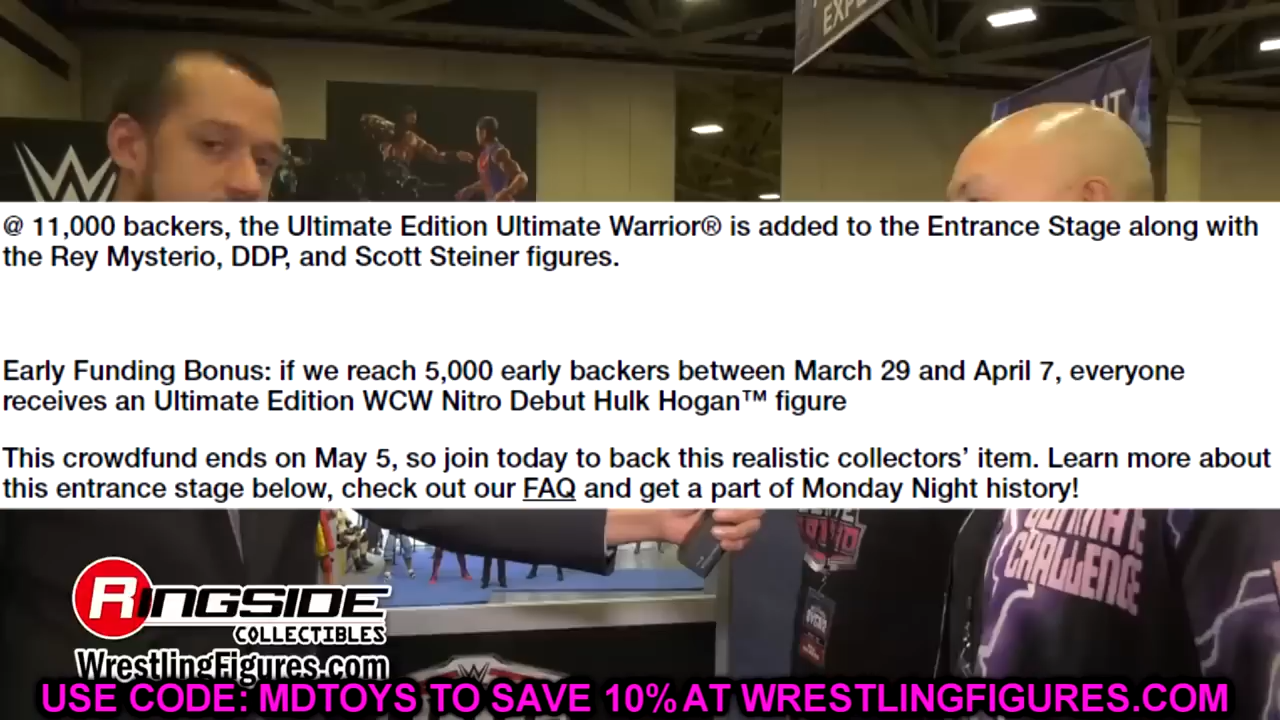 EXP
@ 11,000 backers, the Ultimate Edition Ultimate Warrior® is added to the Entrance Stage along with
the Rey Mysterio, DDP, and Scott Steiner figures.
Early Funding Bonus: if we reach 5,000 early backers between March 29 and April 7, everyone
receives an Ultimate Edition WCW Nitro Debut Hulk Hogan™ figure
This crowdfund ends on May 5, so join today to back this realistic collectors’ item. Learn more about
this entrance stage below, check out our FAQ and get a part of Monday Night history!
CHALLENGE
RINGSIDE
COLLECTIBLES
WrestlingFigures.com
USE CODE: MDTOYS TO SAVE 10% AT WRESTLINGFIGURES.COM